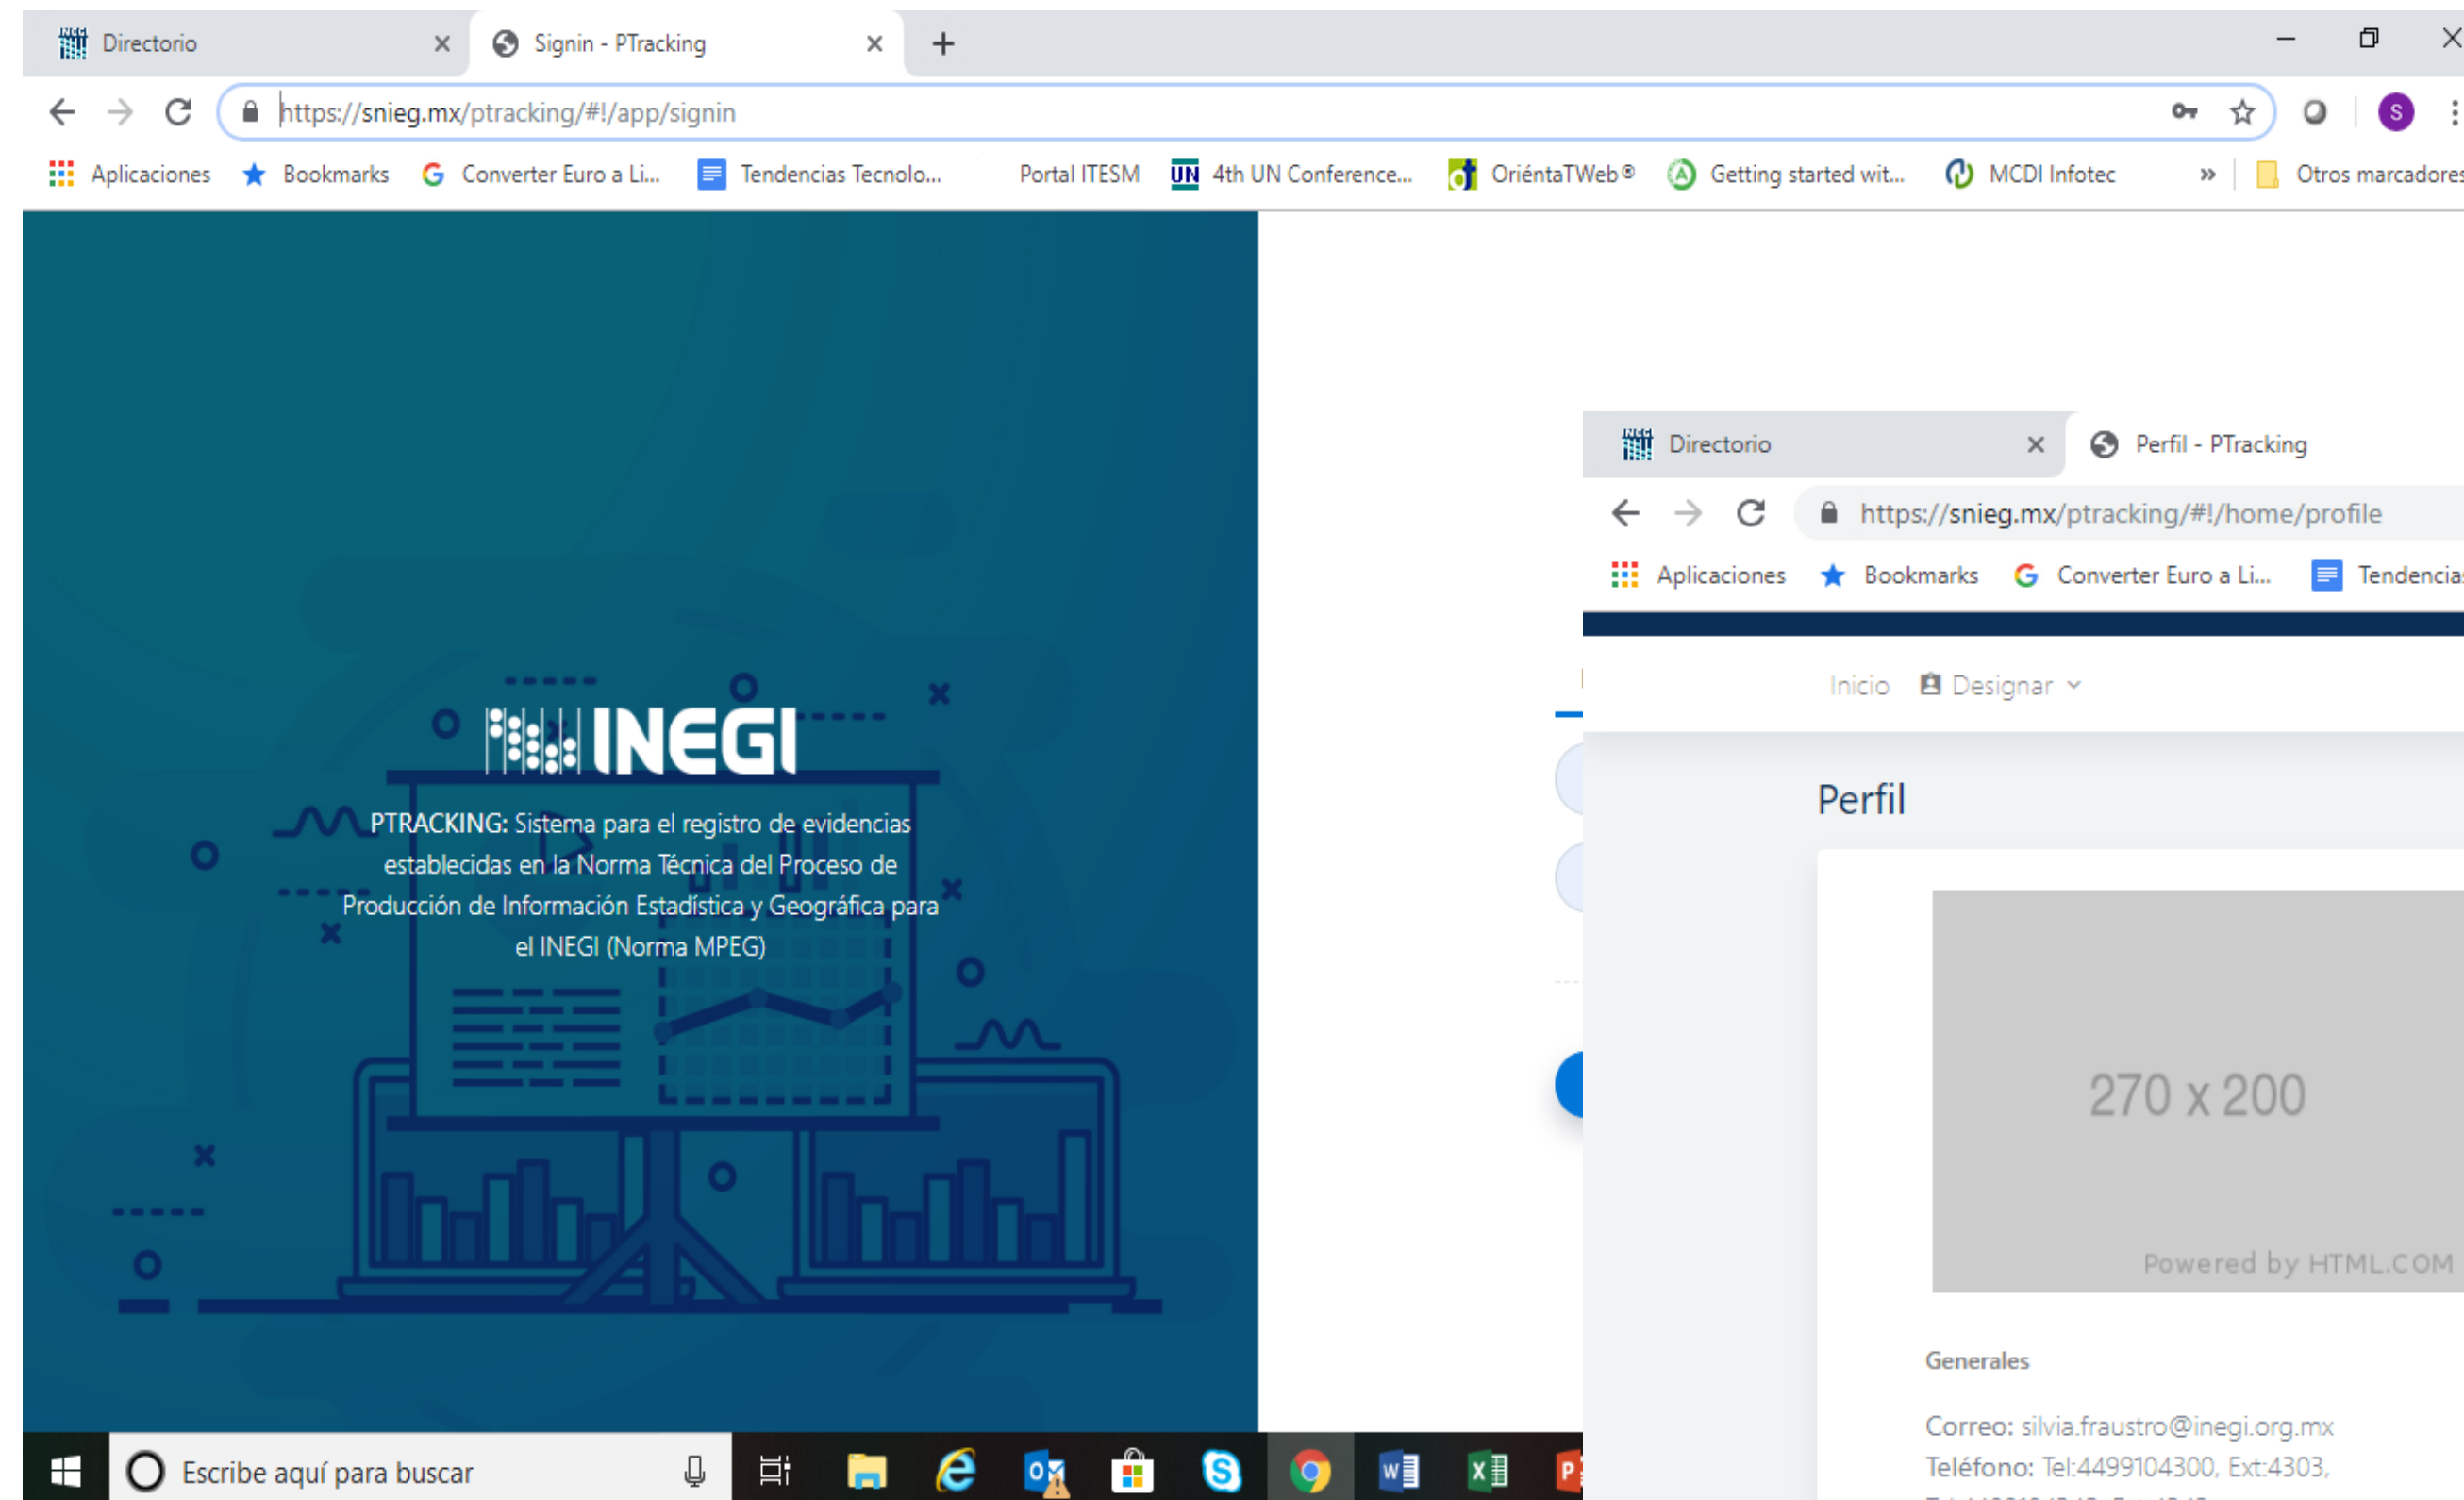 Directorio
Signin - PTracking
https://snieg.mx/ptracking/#!/app/signin
S
Aplicaciones Bookmarks Converter Euro a Li... Tendencias Tecnolo... Portal ITESM UN 4th UN Conference... OriéntaTWeb® Getting started wit... MCDI Infotec » Otros marcadores
INEGI
PTRACKING: Sistema para el registro de evidencias
establecidas en la Norma Técnica del Proceso de
Producción de Información Estadística y Geográfica para
el INEGI (Norma MPEG)
Escribe aquí para buscar
Directorio
Perfil - PTracking
https://snieg.mx/ptracking/#!/home/profile
Aplicaciones Bookmarks Converter Euro a Li... Tendencias
Inicio Designar
Perfil
270 x 200
Powered by HTML.COM
Generales
Correo: silvia.fraustro@inegi.org.mx
Teléfono: Tel:4499104300, Ext:4303,